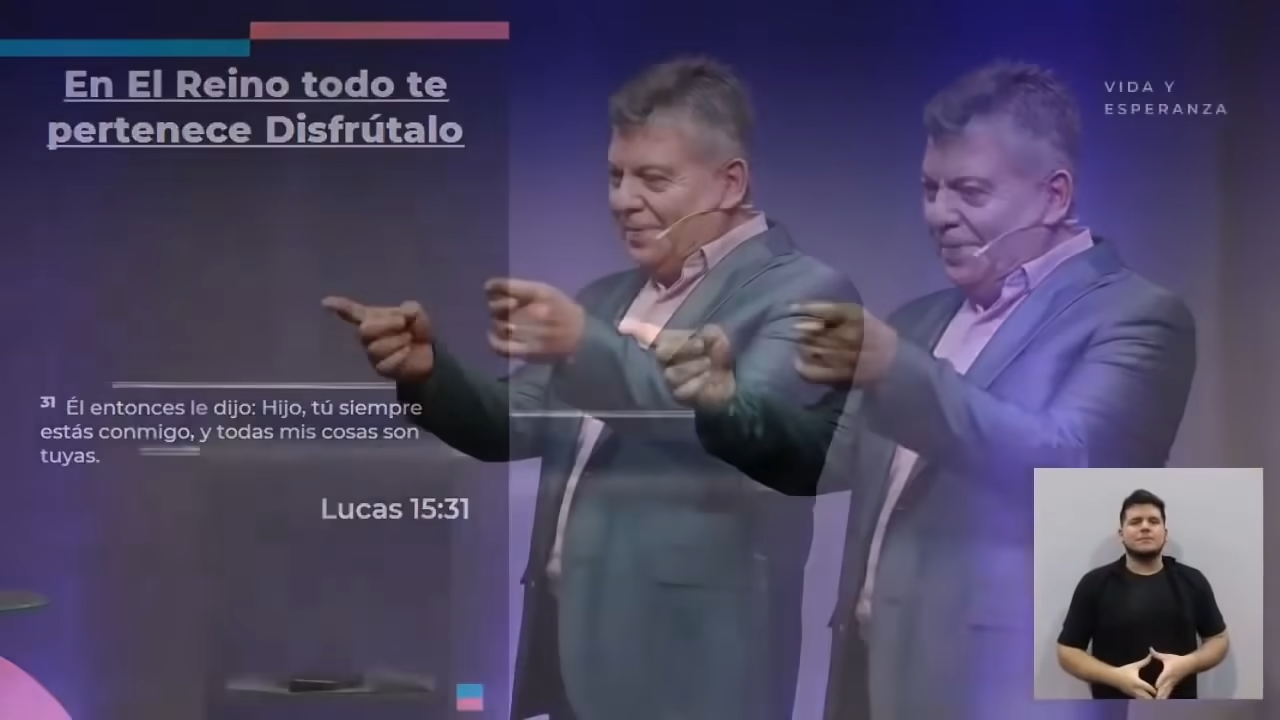 En El Reino todo te
pertenece Disfrútalo
VIDA Y
ESPERANZA
31 Él entonces le dijo: Hijo, tú siempre
estás conmigo, y todas mis cosas son
tuyas.
Lucas 15:31